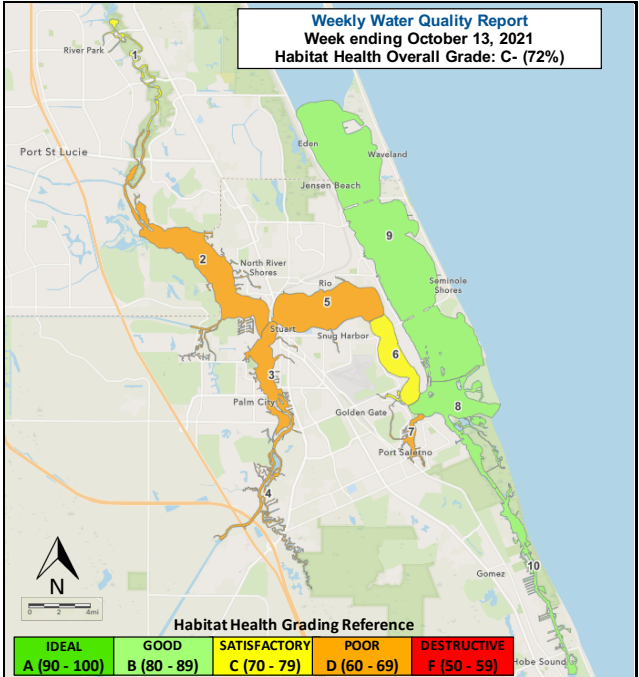 Weekly Water Quality Report
Week ending October 13, 2021
Habitat Health Overall Grade: C- (72%)
River Park
1
Port St Lucie
Eden
Waveland
Jensen Beach
9
2
North River
Shores
Seminole
Shores
Rio
5
Stuart
Snug Harbor
6
3
Palm City
Golden Gate
8
7
Port Salerno
4
10
Gomez
N
0 2 4mi
Habitat Health Grading Reference
IDEAL GOOD SATISFACTORY POOR DESTRUCTIVE
A (90 - 100) B (80 - 89) C (70 - 79) D (60 - 69) F (50 - 59)
Hobe Sound